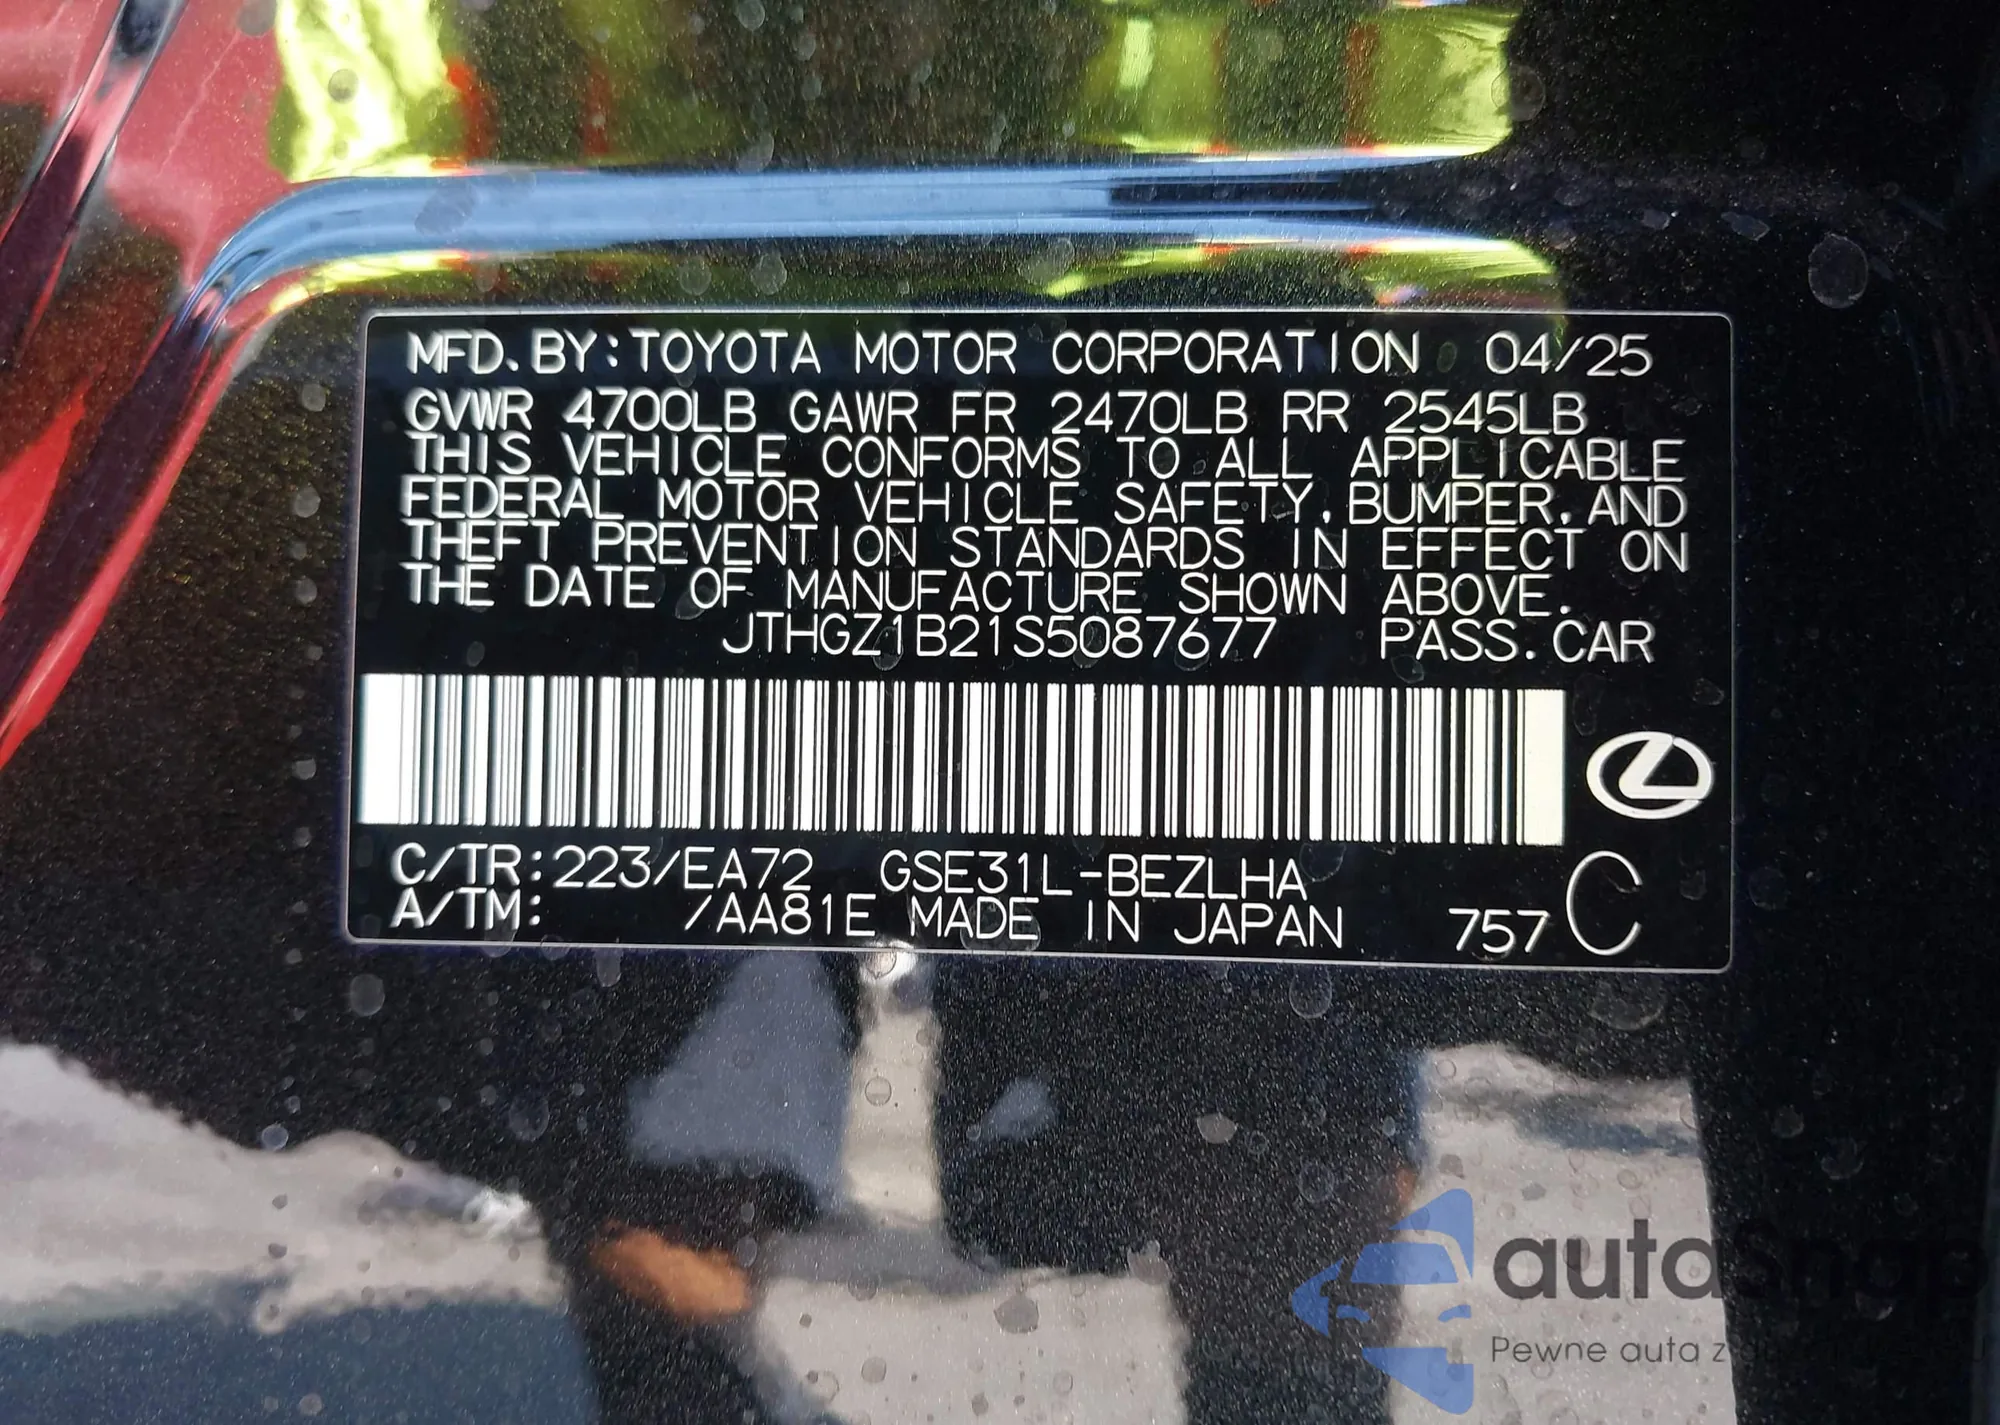 MFD. BY: TOYOTA MOTOR CORPORATION 04/25
GVWR 4700LB GAWR FR 2470LB RR 2545LB
THIS VEHICLE CONFORMS TO ALL APPLICABLE
FEDERAL MOTOR VEHICLE SAFETY, BUMPER, AND
THEFT PREVENTION STANDARDS IN EFFECT ON
THE DATE OF MANUFACTURE SHOWN ABOVE.
JTHGZ1B21S5087677 PASS. CAR
C/TR: 223/EA72 GSE31L-BEZLHA
A/TM: /AA81E MADE IN JAPAN 757 C
autasnap
Pewne auta z